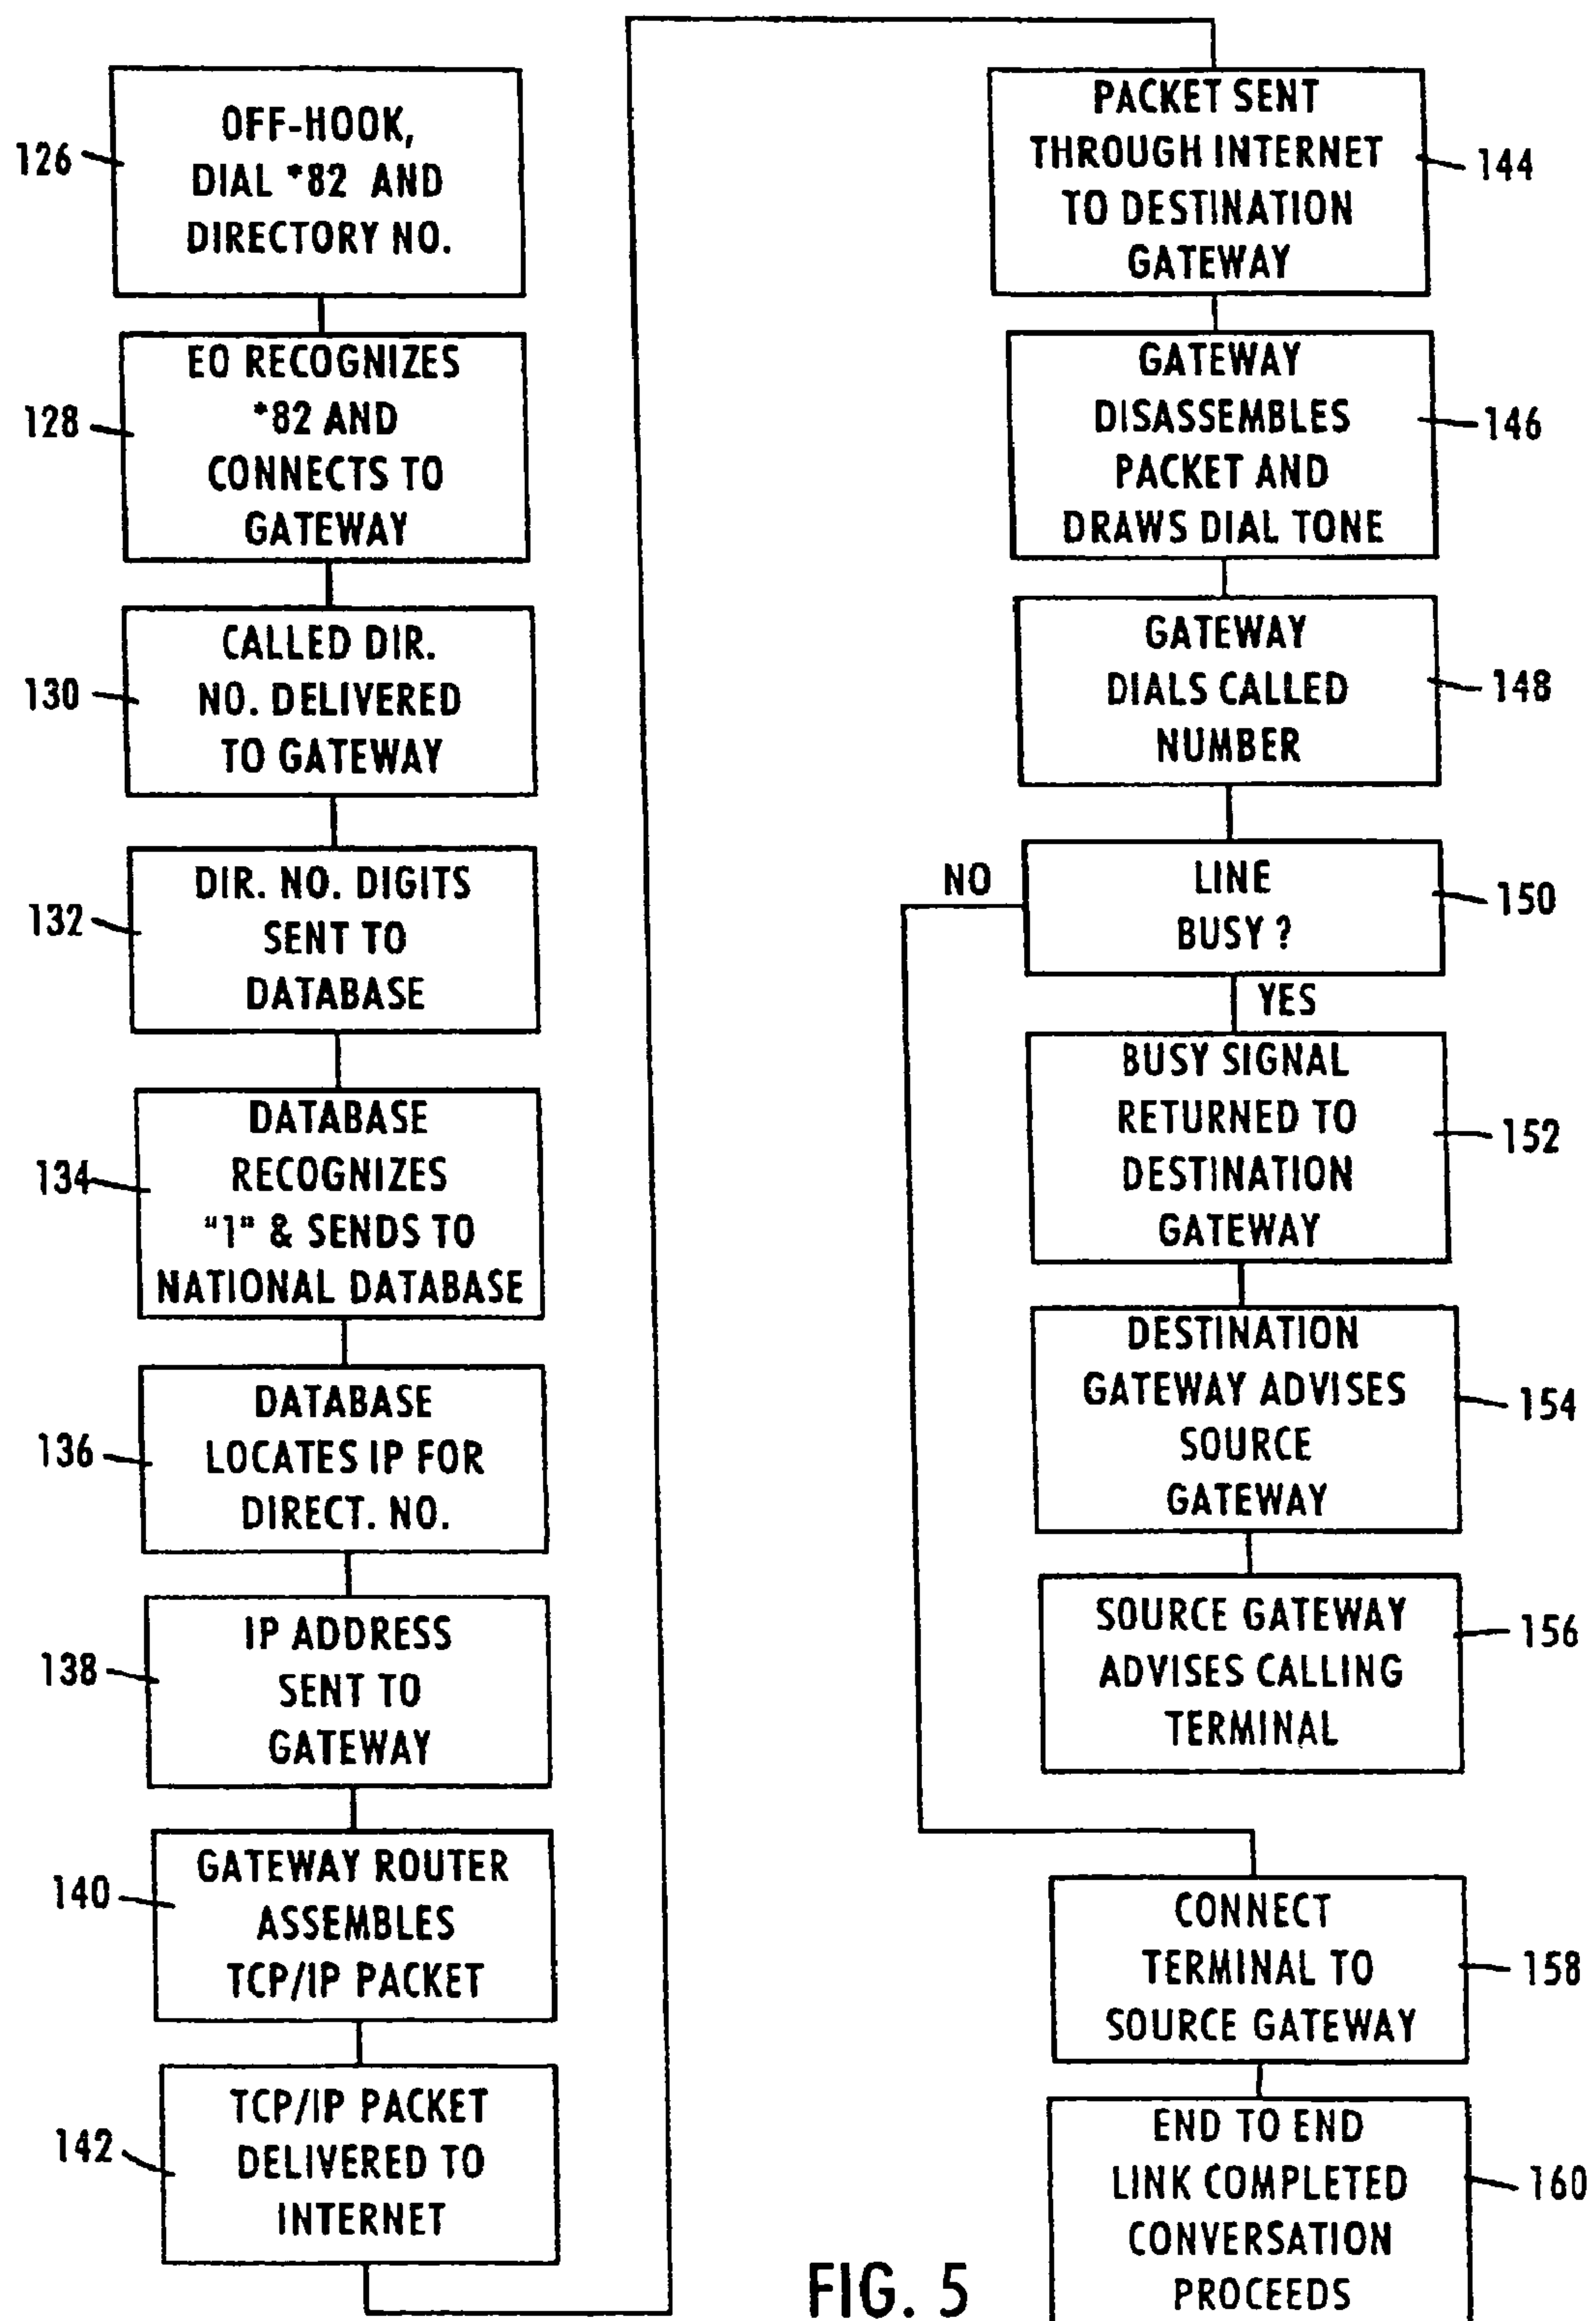 126
OFF-HOOK,
DIAL *82 AND
DIRECTORY NO.
128
EO RECOGNIZES
*82 AND
CONNECTS TO
GATEWAY
130
CALLED DIR.
NO. DELIVERED
TO GATEWAY
132
DIR. NO. DIGITS
SENT TO
DATABASE
134
DATABASE
RECOGNIZES
"1" & SENDS TO
NATIONAL DATABASE
136
DATABASE
LOCATES IP FOR
DIRECT. NO.
138
IP ADDRESS
SENT TO
GATEWAY
140
GATEWAY ROUTER
ASSEMBLES
TCP/IP PACKET
142
TCP/IP PACKET
DELIVERED TO
INTERNET
PACKET SENT
THROUGH INTERNET
TO DESTINATION
GATEWAY
144
GATEWAY
DISASSEMBLES
PACKET AND
DRAWS DIAL TONE
146
GATEWAY
DIALS CALLED
NUMBER
148
NO
LINE
BUSY ?
150
YES
BUSY SIGNAL
RETURNED TO
DESTINATION
GATEWAY
152
DESTINATION
GATEWAY ADVISES
SOURCE
GATEWAY
154
SOURCE GATEWAY
ADVISES CALLING
TERMINAL
156
CONNECT
TERMINAL TO
SOURCE GATEWAY
158
END TO END
LINK COMPLETED
CONVERSATION
PROCEEDS
160
FIG. 5